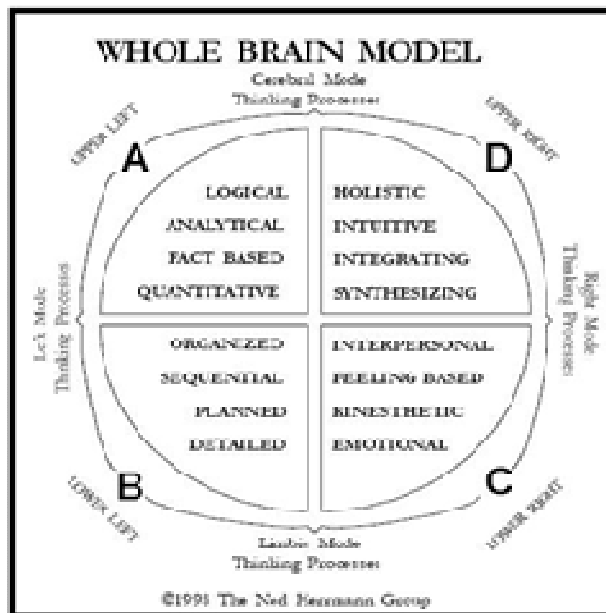 WHOLE BRAIN MODEL
Cerebral Mode
Thinking Processes
UPPER LEFT
UPPER RIGHT
A
D
LOGICAL
ANALYTICAL
FACT BASED
QUANTITATIVE
HOLISTIC
INTUITIVE
INTEGRATING
SYNTHESIZING
Left Mode
Thinking Processes
Right Mode
Thinking Processes
ORGANIZED
SEQUENTIAL
PLANNED
DETAILED
INTERPERSONAL
FEELING BASED
KINESTHETIC
EMOTIONAL
B
C
LOWER LEFT
LOWER RIGHT
Limbic Mode
Thinking Processes
The Ned Herrmann Group